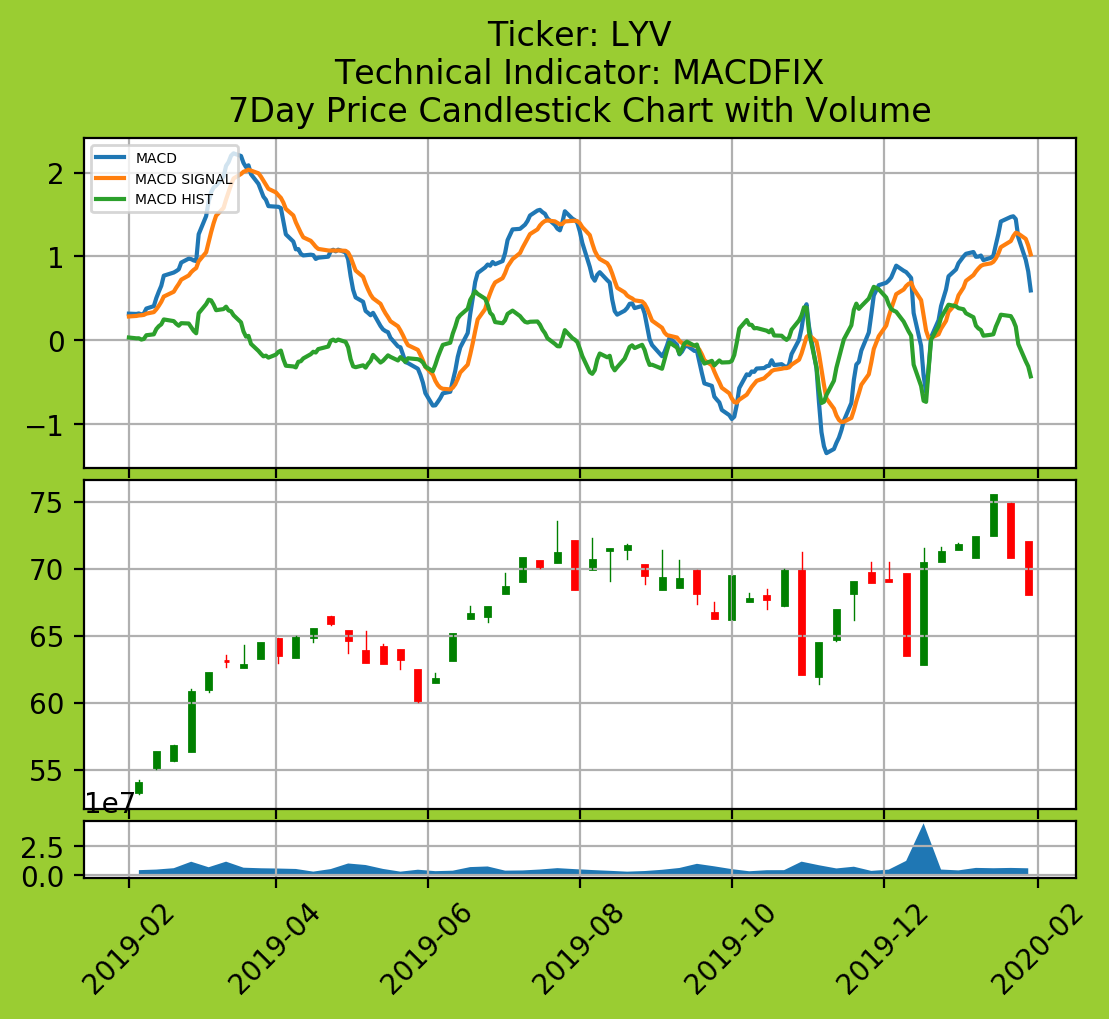 Ticker: LYV
Technical Indicator: MACDFIX
7Day Price Candlestick Chart with Volume
MACD
MACD SIGNAL
MACD HIST
2
1
0
−1
75
70
65
60
55
1e7
2.5
0.0
2019-02
2019-04
2019-06
2019-08
2019-10
2019-12
2020-02